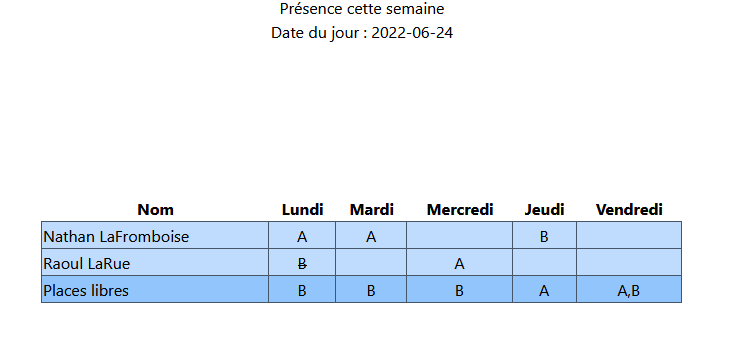 Présence cette semaine
Date du jour : 2022-06-24
Nom Lundi Mardi Mercredi Jeudi Vendredi
Nathan LaFromboise A A B
Raoul LaRue B A
Places libres B B B A A,B